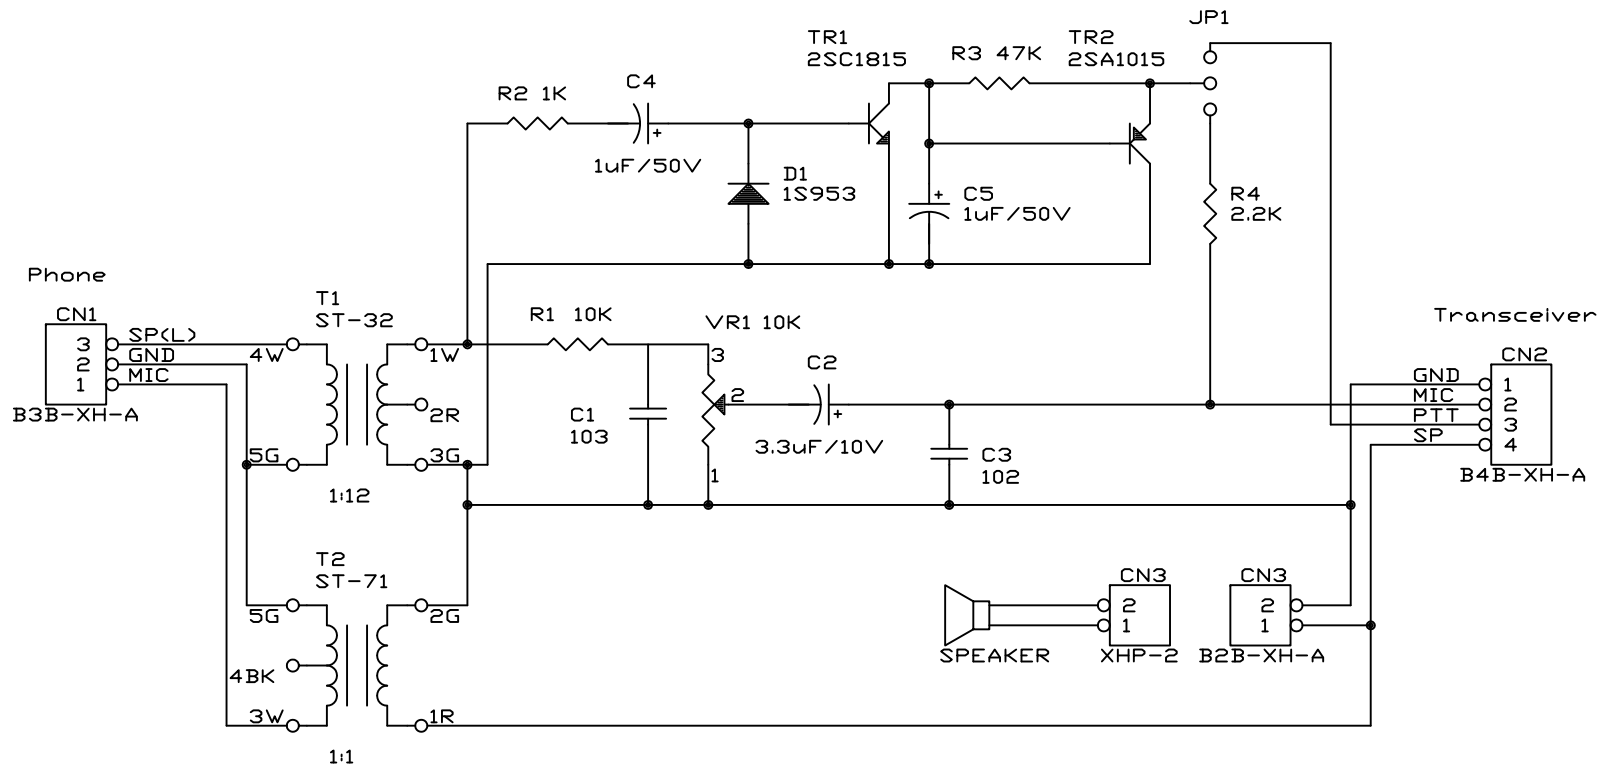 JP1
TR1
2SC1815
R3 47K
TR2
2SA1015
C4
R2 1K
+
1uF/50V
D1
1S953
+
C5
1uF/50V
R4
2.2K
Phone
CN1
3
2
1
SP(L)
GND
MIC
B3B-XH-A
T1
ST-32
4W
5G
1W
2R
3G
1:12
R1 10K
C1
103
VR1 10K
3
2
1
C2
+
3.3uF/10V
C3
102
Transceiver
CN2
GND
MIC
PTT
SP
1
2
3
4
B4B-XH-A
T2
ST-71
5G
4BK
3W
2G
1R
1:1
SPEAKER
CN3
2
1
XHP-2
CN3
2
1
B2B-XH-A